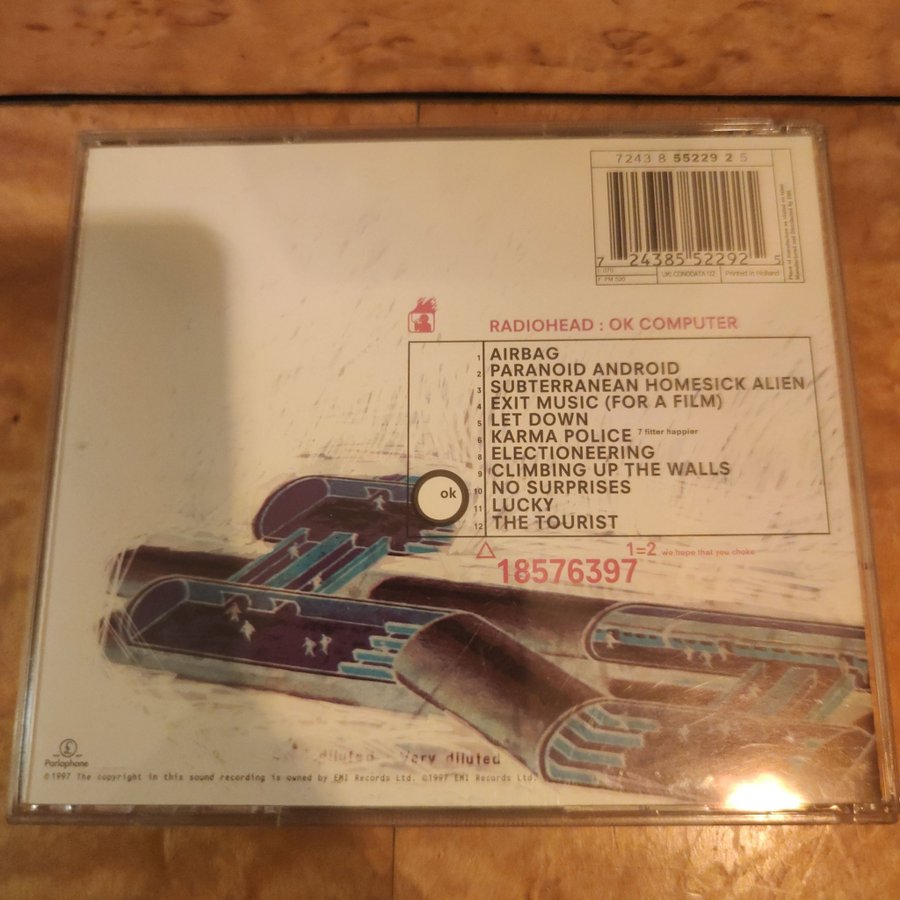 7243 8 55229 2 5
7 24385 52292 5
UK: CDNODATA 02
Printed in Holland
RADIOHEAD : OK COMPUTER
1 AIRBAG
2 PARANOID ANDROID
3 SUBTERRANEAN HOMESICK ALIEN
4 EXIT MUSIC (FOR A FILM)
5 LET DOWN
6 KARMA POLICE 7 fitter happier
8 ELECTIONEERING
9 CLIMBING UP THE WALLS
10 NO SURPRISES
11 LUCKY
12 THE TOURIST
ok
1=2 we hope that you choke
18576397
diluted very diluted
Parlophone
©1997 The copyright in this sound recording is owned by EMI Records Ltd. ©1997 EMI Records Ltd.